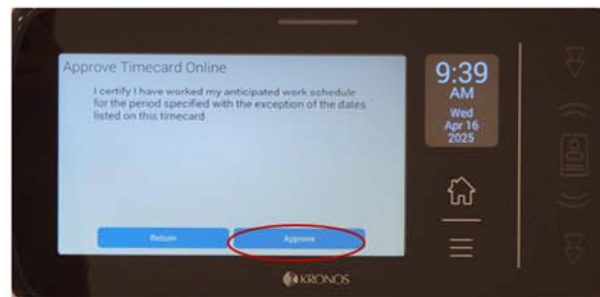 Approve Timecard Online
I certify I have worked my anticipated work schedule
for the period specified with the exception of the dates
listed on this timecard
Return
Approve
9:39
AM
Wed
Apr 16
2025
KRONOS